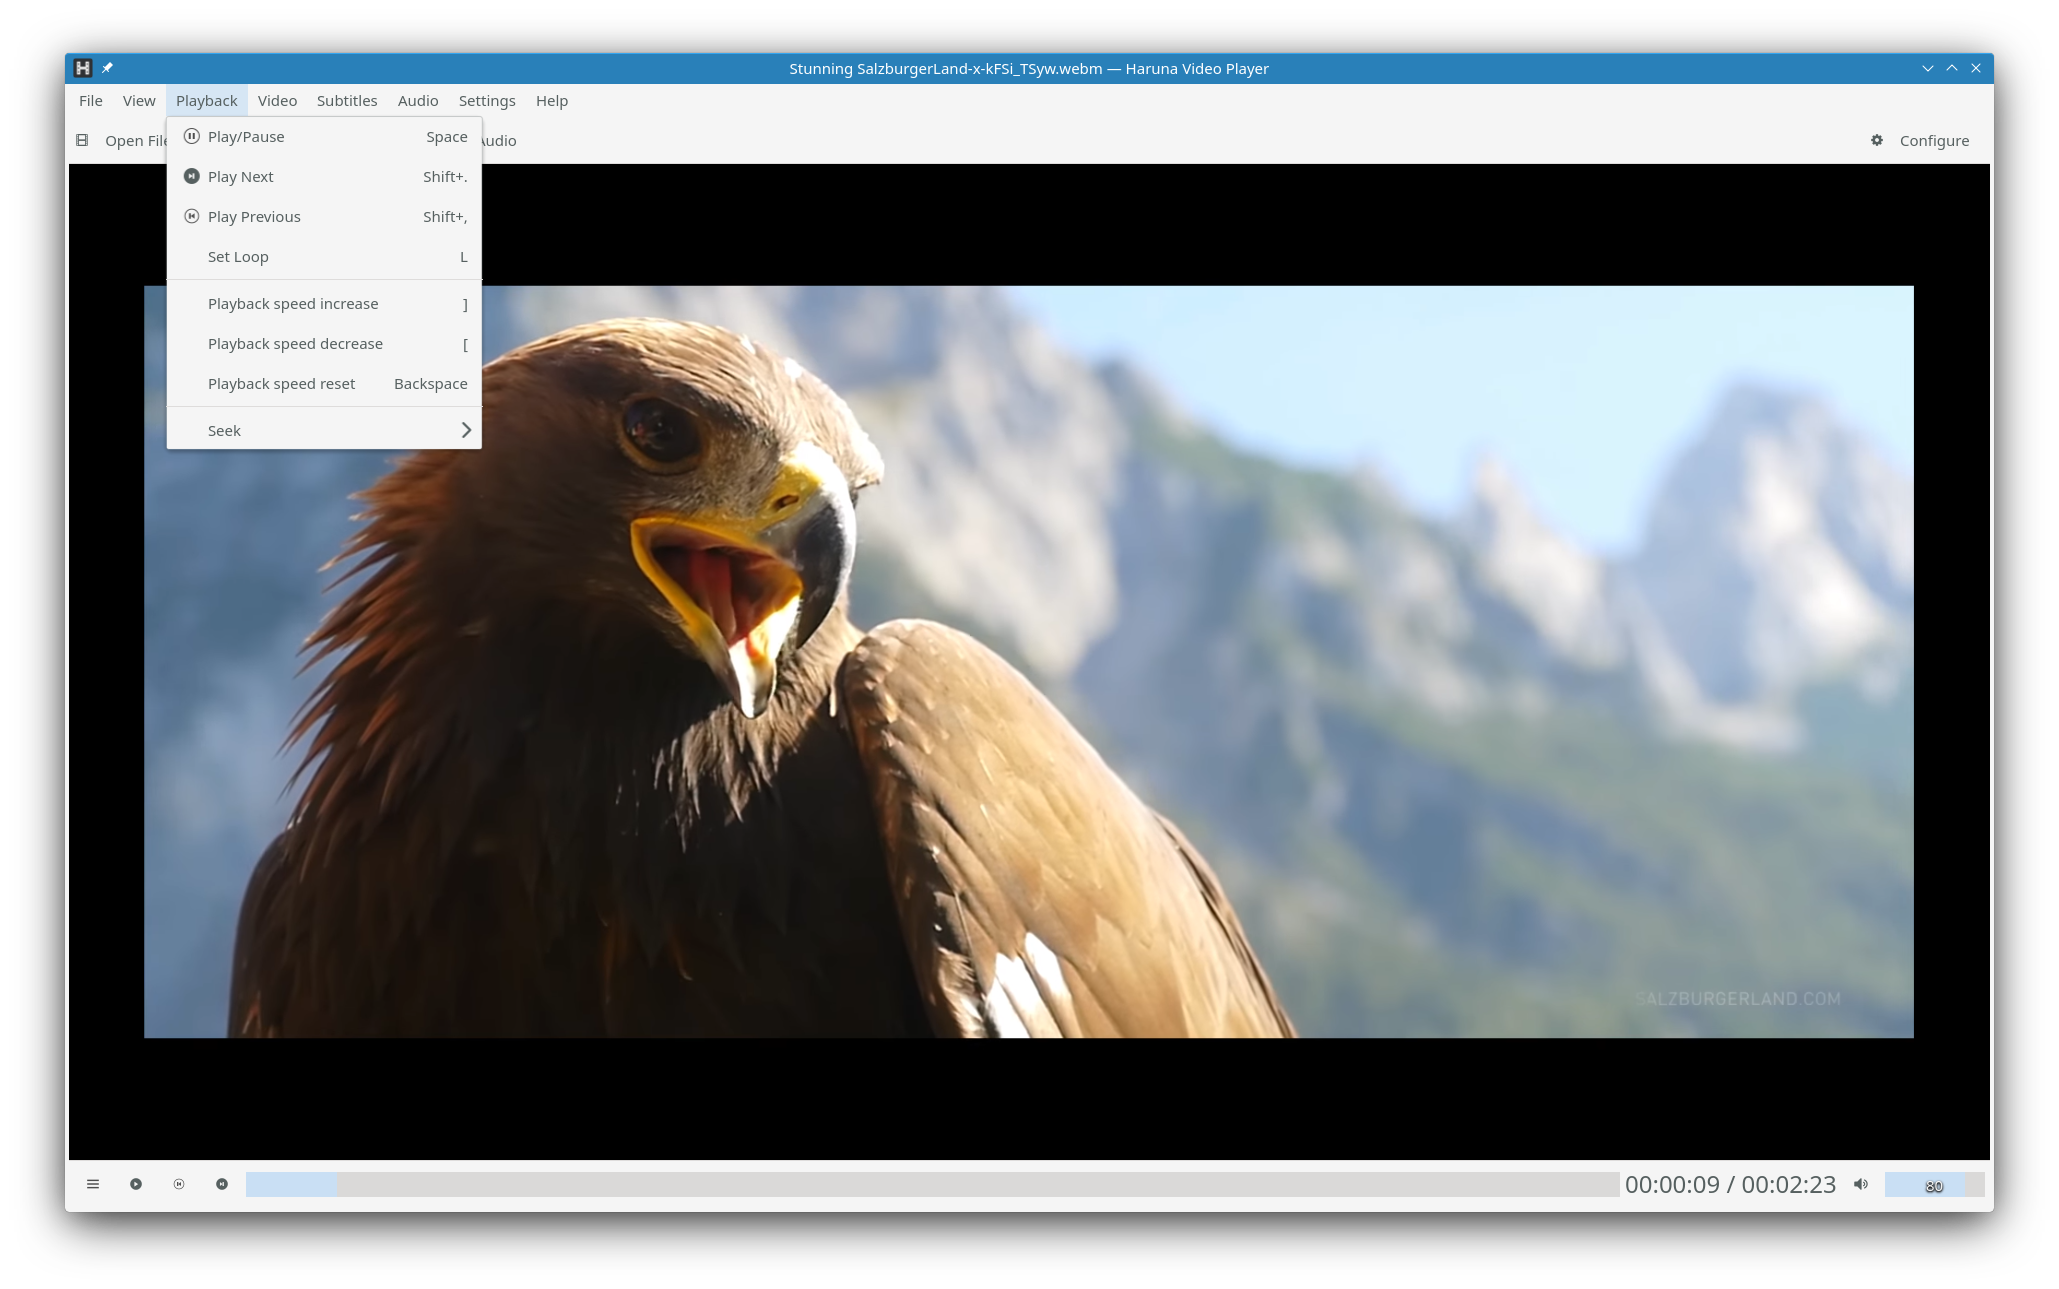 Stunning SalzburgerLand-x-kFSi_TSyw.webm — Haruna Video Player
File View Playback Video Subtitles Audio Settings Help
Open File Audio Configure
Play/Pause Space
Play Next Shift+.
Play Previous Shift+,
Set Loop L
Playback speed increase ]
Playback speed decrease [
Playback speed reset Backspace
Seek
SALZBURGERLAND.COM
00:00:09 / 00:02:23 80